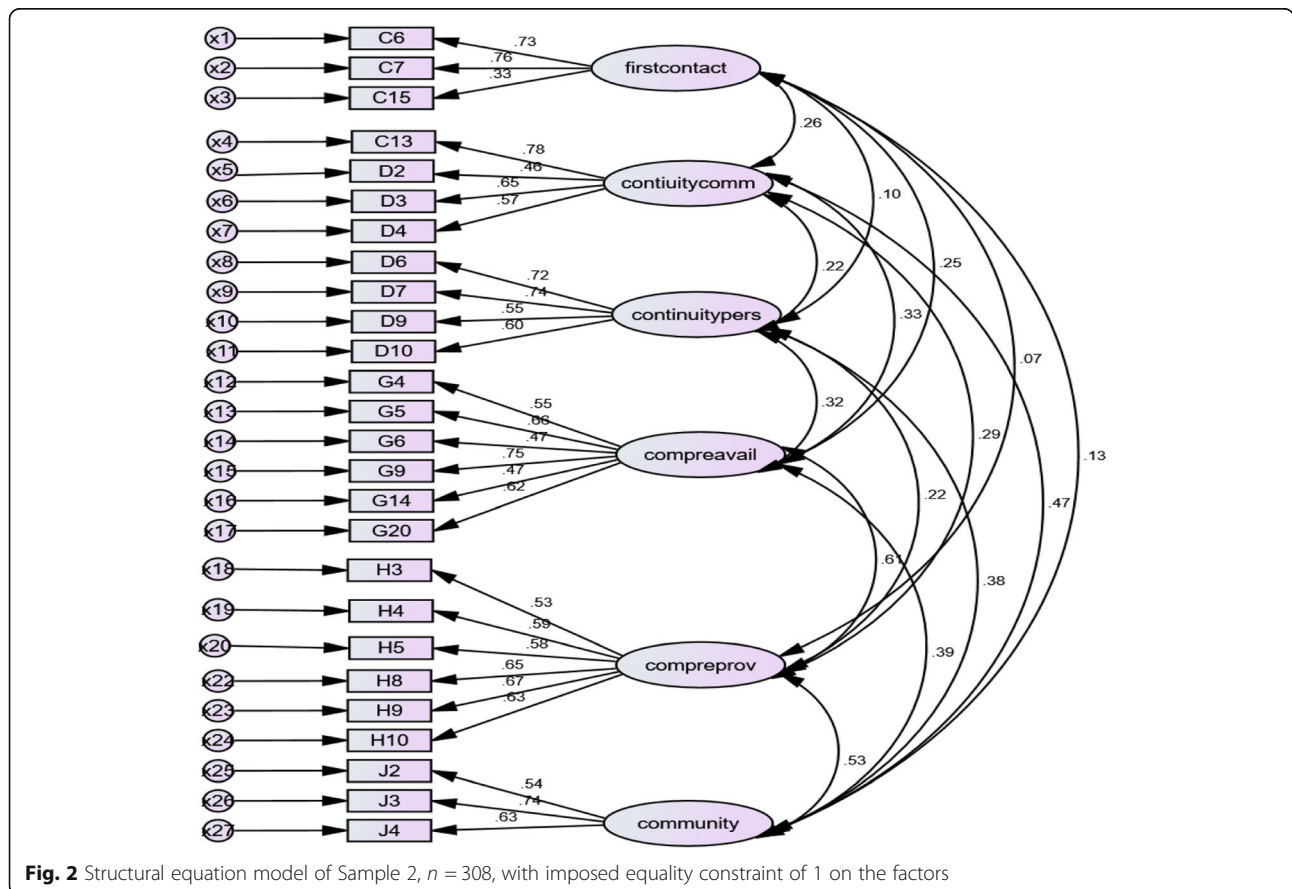 x1 C6 .73
x2 C7 .76 firstcontact
x3 C15 .33
.26
x4 C13 .78
x5 D2 .46 contiuitycomm
x6 D3 .65 .10
x7 D4 .57
x8 D6 .72 .22 .25
x9 D7 .74 continuitypers .33
x10 D9 .55
x11 D10 .60 .07
x12 G4 .55 .32
x13 G5 .66 .29
x14 G6 .47 compreavail .13
x15 G9 .75
x16 G14 .47 .22 .47
x17 G20 .62
x18 H3 .53 .61 .38
x19 H4 .59
x20 H5 .58 compreprov .39
x22 H8 .65
x23 H9 .67
x24 H10 .63
x25 J2 .54 .53
x26 J3 .74 community
x27 J4 .63
Fig. 2 Structural equation model of Sample 2, n = 308, with imposed equality constraint of 1 on the factors